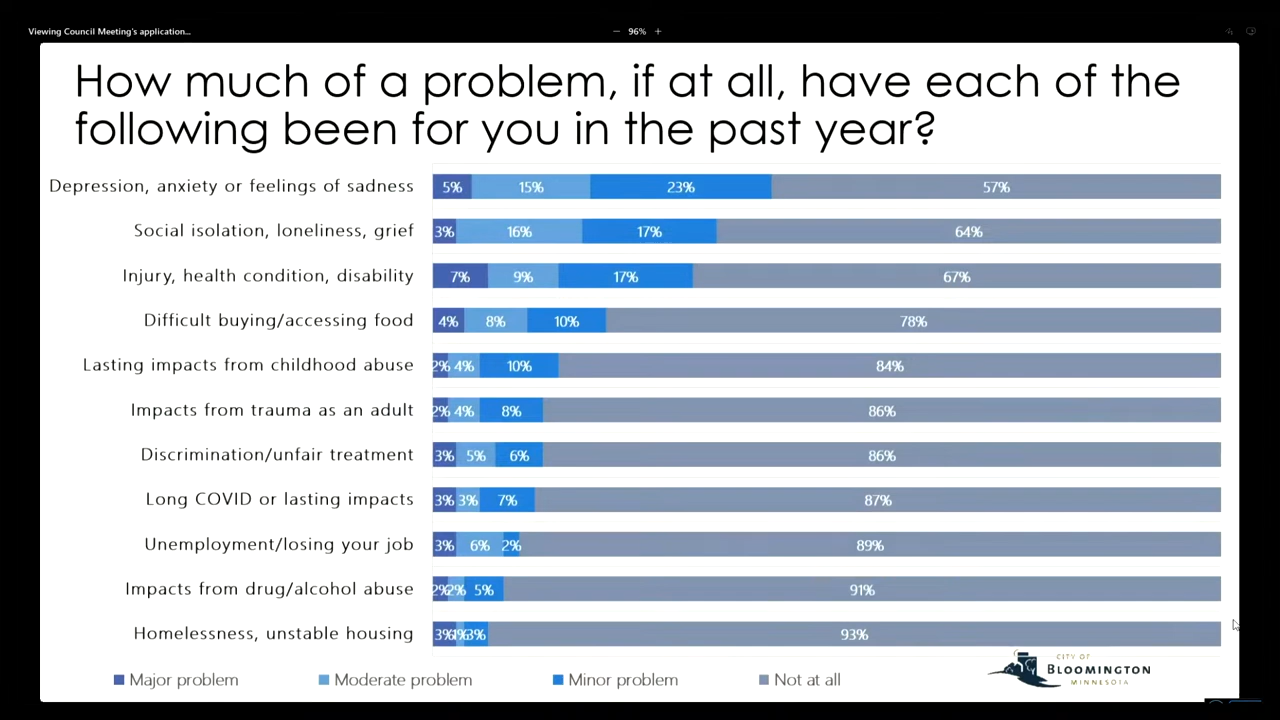 Viewing Council Meeting's application...
− 96% +
How much of a problem, if at all, have each of the
following been for you in the past year?
Depression, anxiety or feelings of sadness 5% 15% 23% 57%
Social isolation, loneliness, grief 3% 16% 17% 64%
Injury, health condition, disability 7% 9% 17% 67%
Difficult buying/accessing food 4% 8% 10% 78%
Lasting impacts from childhood abuse 2% 4% 10% 84%
Impacts from trauma as an adult 2% 4% 8% 86%
Discrimination/unfair treatment 3% 5% 6% 86%
Long COVID or lasting impacts 3% 3% 7% 87%
Unemployment/losing your job 3% 6% 2% 89%
Impacts from drug/alcohol abuse 2% 2% 5% 91%
Homelessness, unstable housing 3% 1% 3% 93%
Major problem Moderate problem Minor problem Not at all
CITY OF
BLOOMINGTON
MINNESOTA